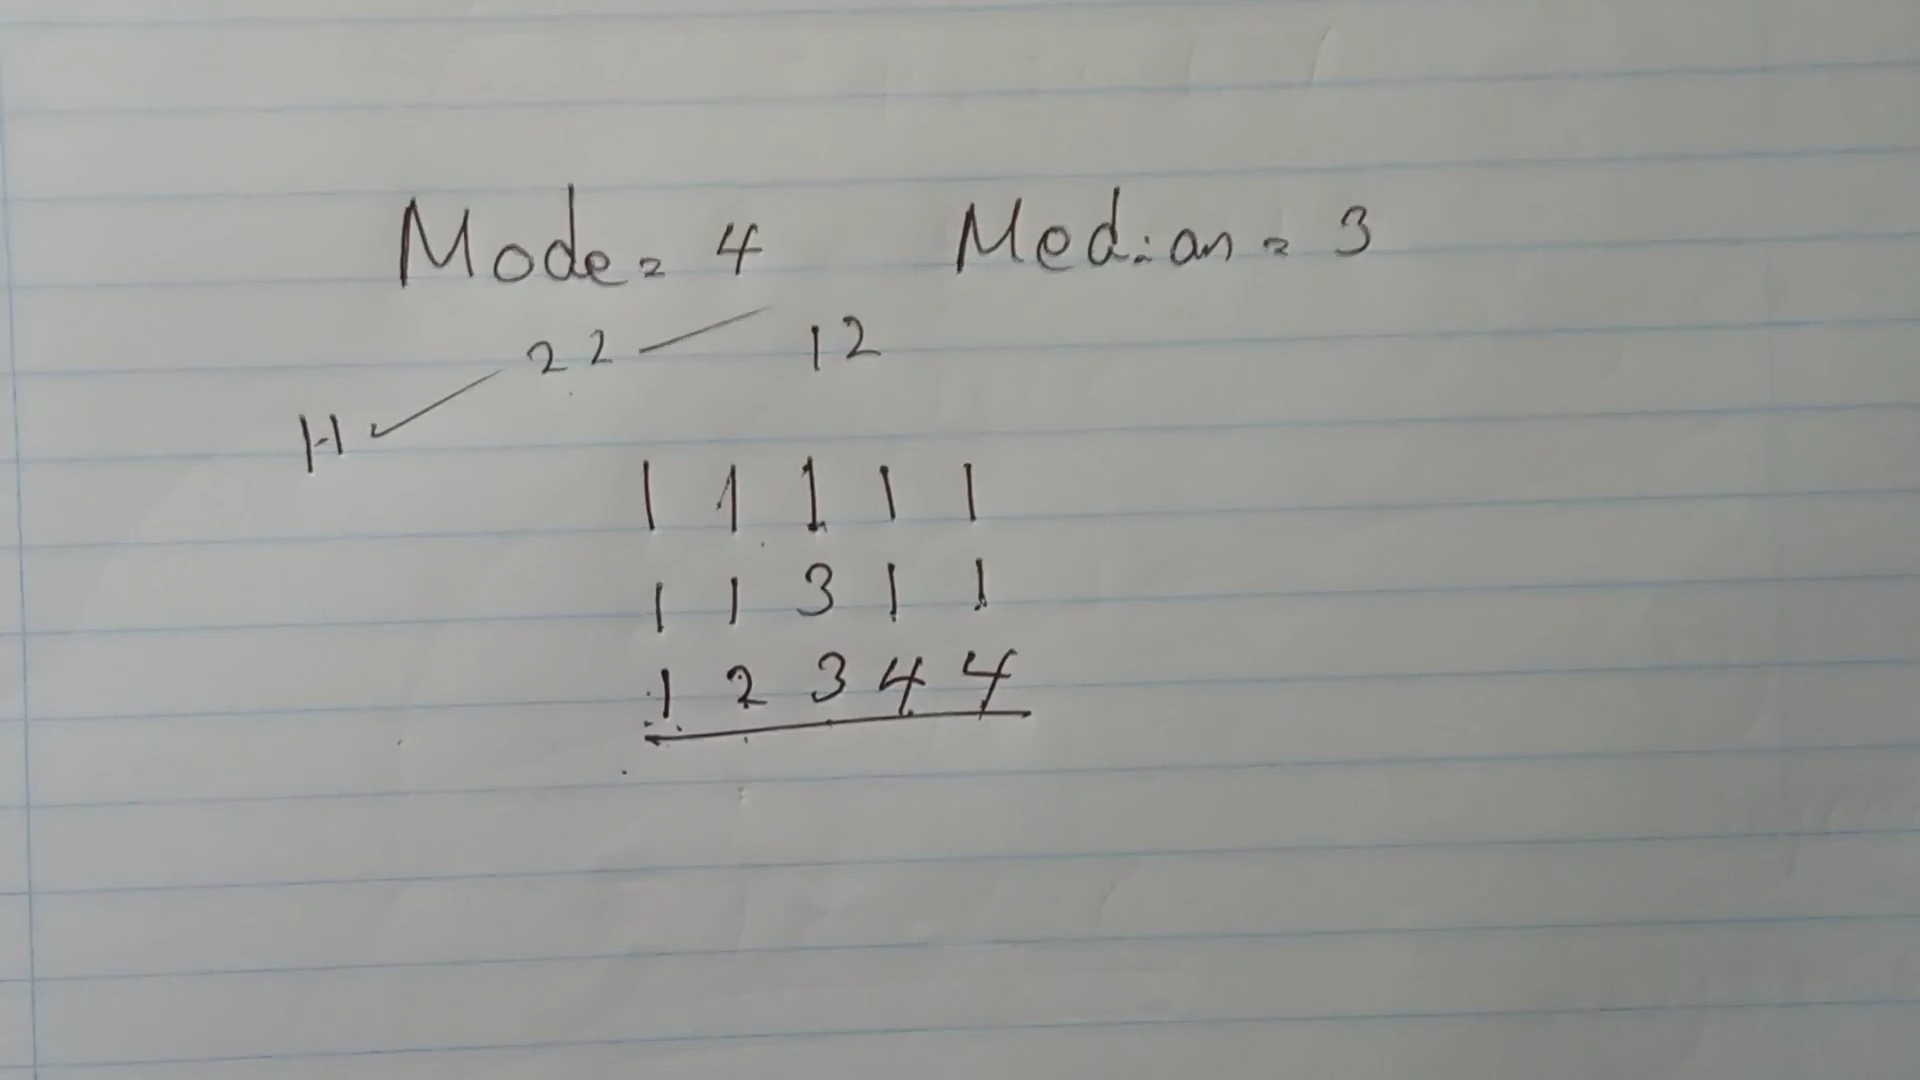 Mode = 4 Median = 3
22 12
11
1 1 1 1 1
1 1 3 1 1
1 2 3 4 4